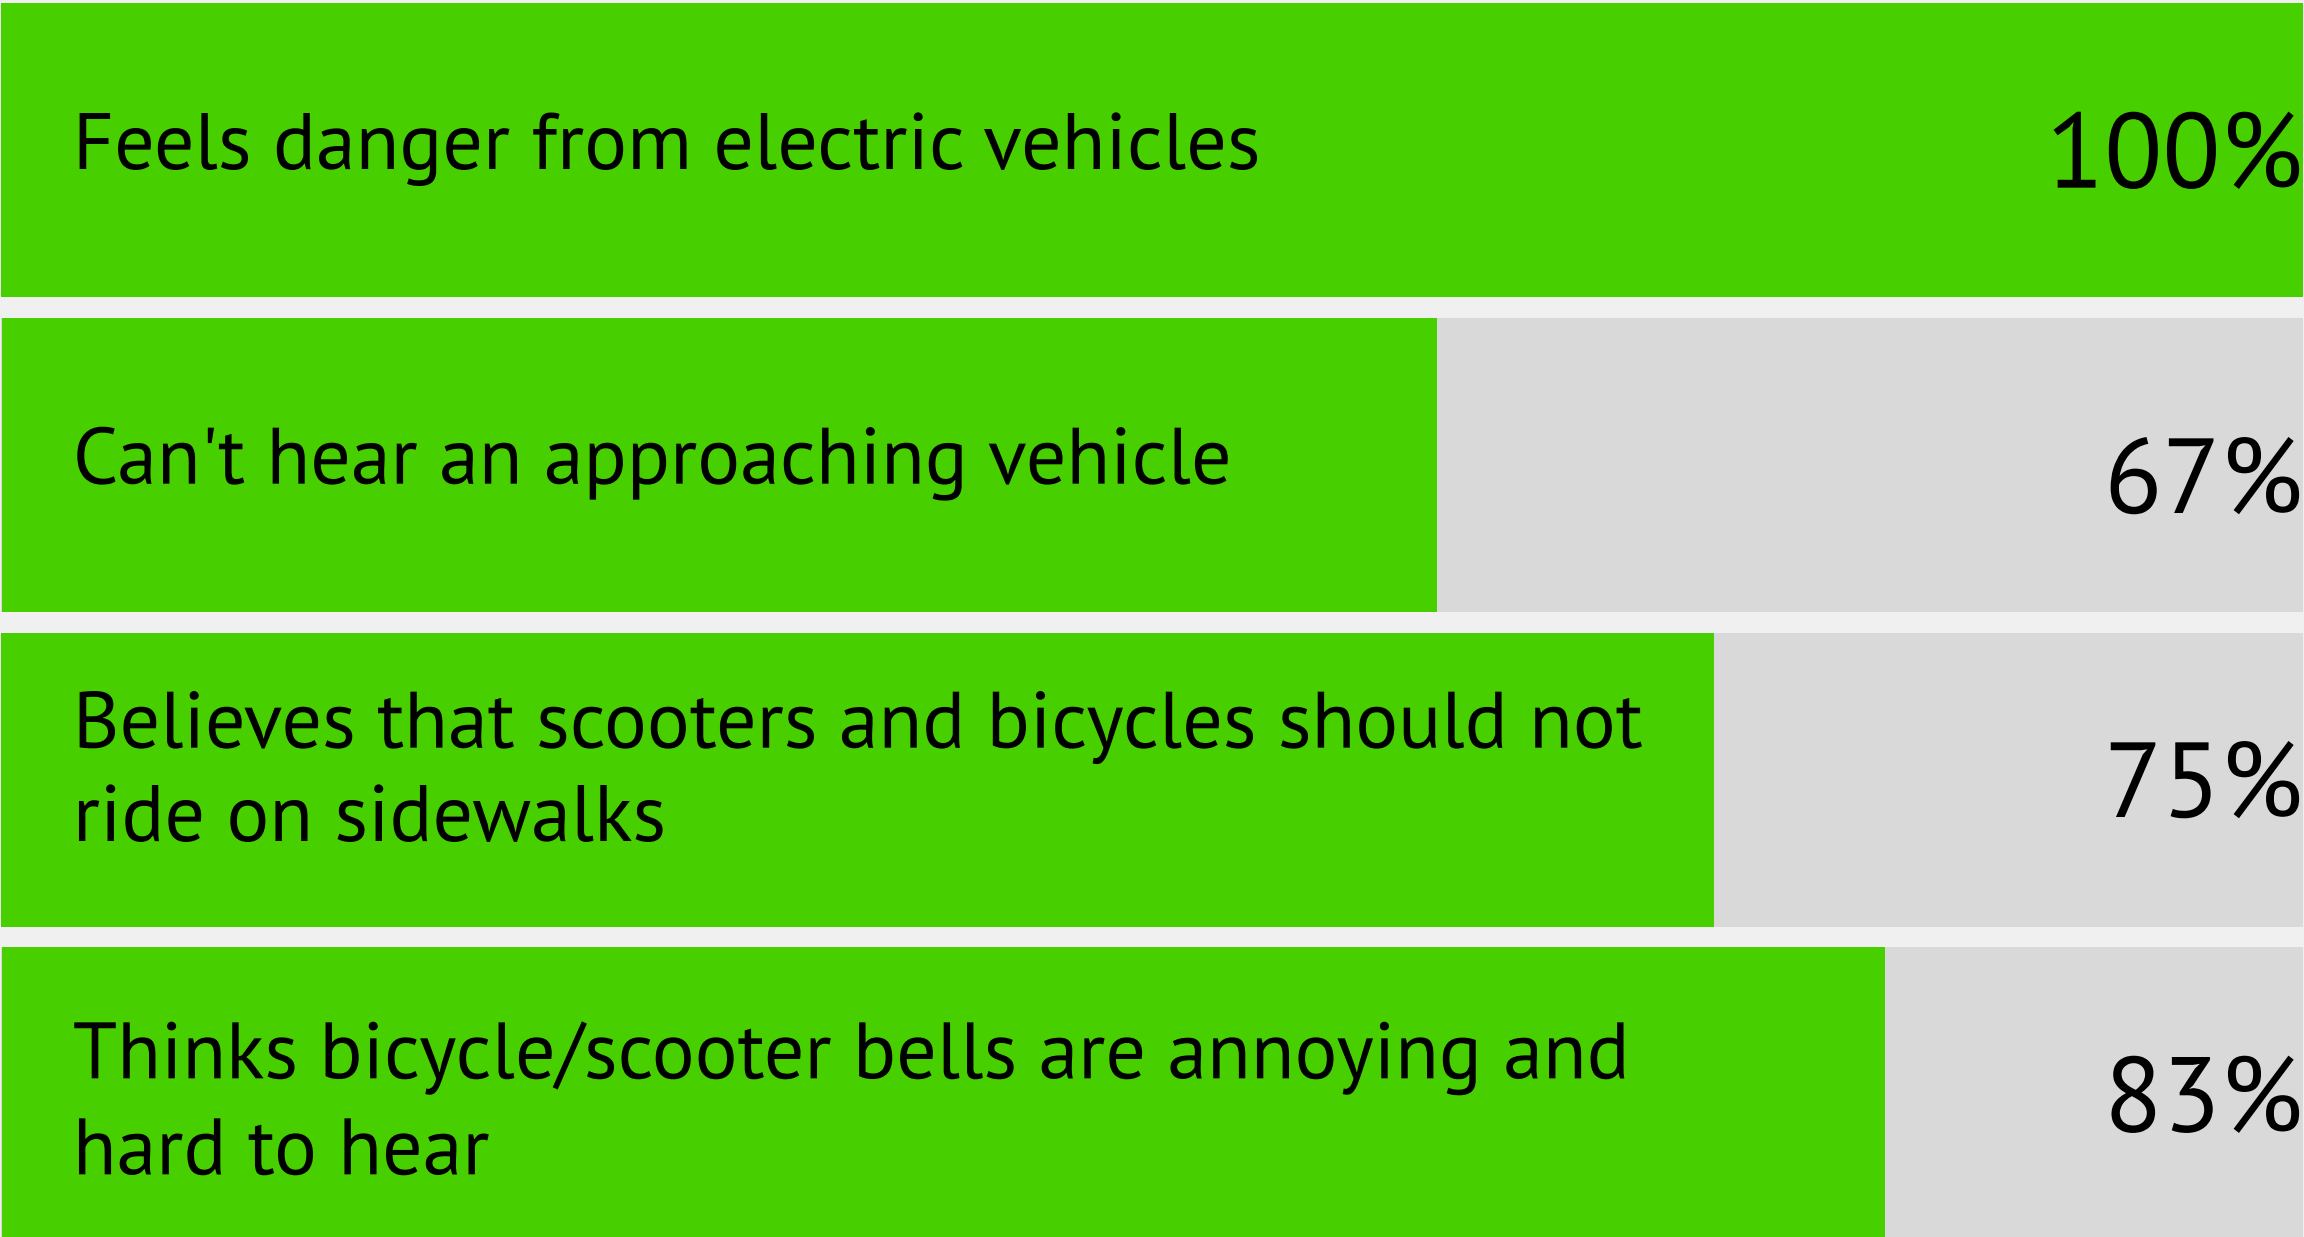 Feels danger from electric vehicles 100%
Can't hear an approaching vehicle 67%
Believes that scooters and bicycles should not
ride on sidewalks
75%
Thinks bicycle/scooter bells are annoying and
hard to hear
83%